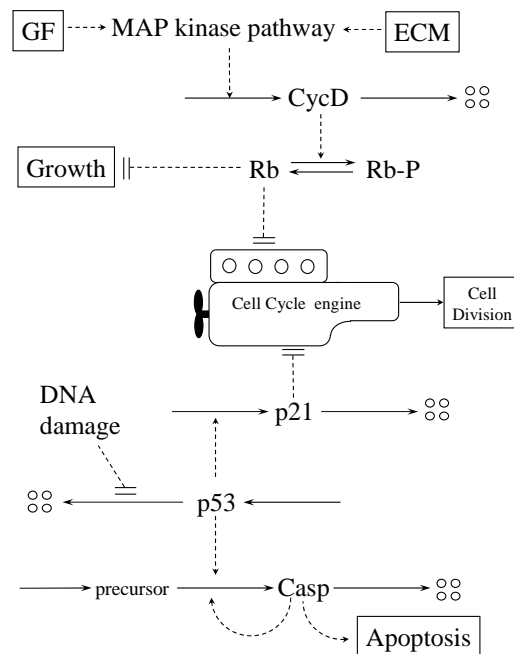 GF
MAP kinase pathway
ECM
CycD
Growth
Rb
Rb-P
Cell Cycle engine
Cell
Division
DNA
damage
p21
p53
precursor
Casp
Apoptosis